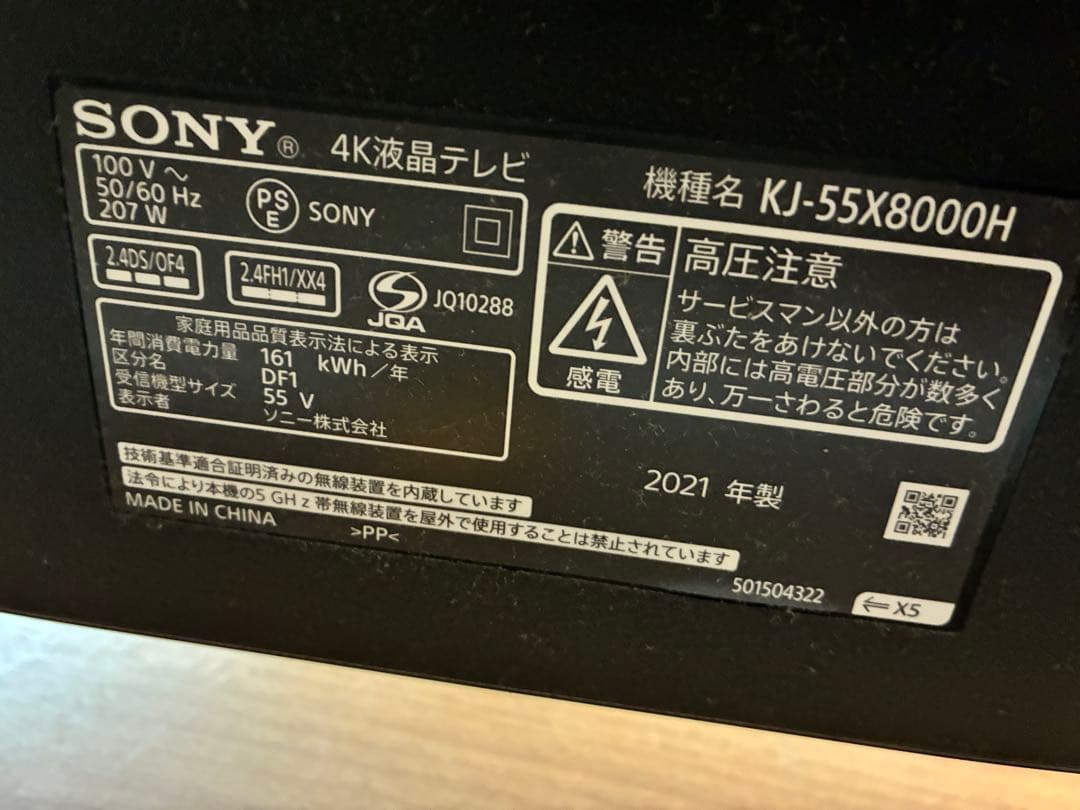 SONY® 4K液晶テレビ
機種名 KJ-55X8000H
100 V ～
50/60 Hz
207 W
PSE SONY
2.4DS/OF4
2.4FH1/XX4
JQA JQ10288
家庭用品品質表示法による表示
年間消費電力量 161 kWh／年
区分名 DF1
受信機型サイズ 55 V
表示者 ソニー株式会社
警告
感電
高圧注意
サービスマン以外の方は
裏ぶたをあけないでください。
内部には高電圧部分が数多く
あり、万一さわると危険です。
技術基準適合証明済みの無線装置を内蔵しています
法令により本機の5 GHz帯無線装置を屋外で使用することは禁止されています
MADE IN CHINA
>PP<
2021 年製
501504322
⇐ X5